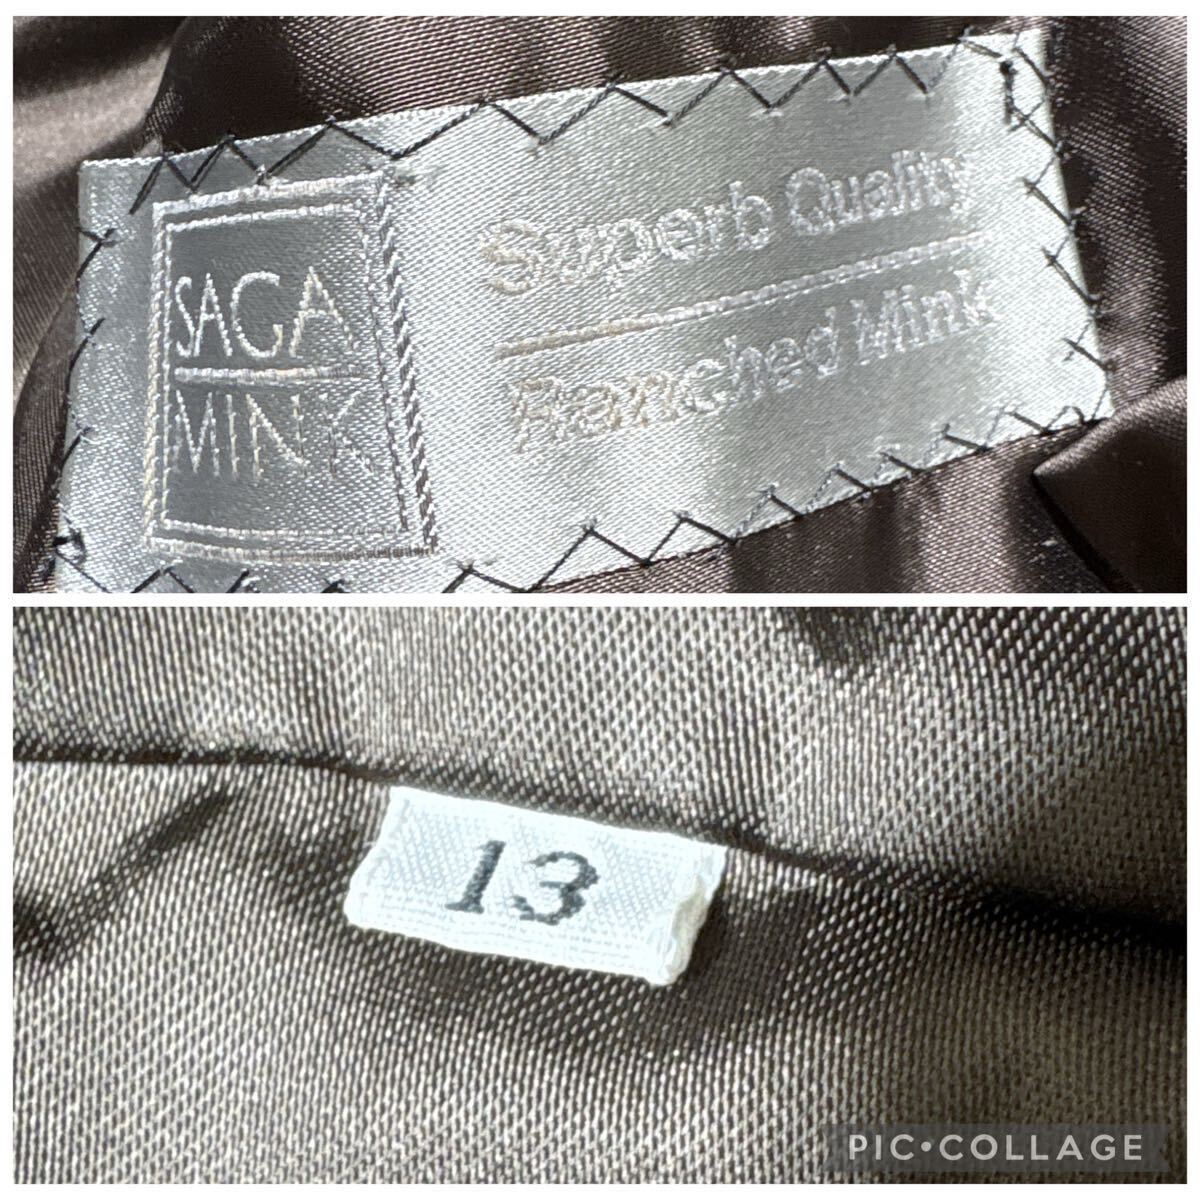 SAGA
MINK
Superb Quality
Ranched Mink
13
PIC•COLLAGE